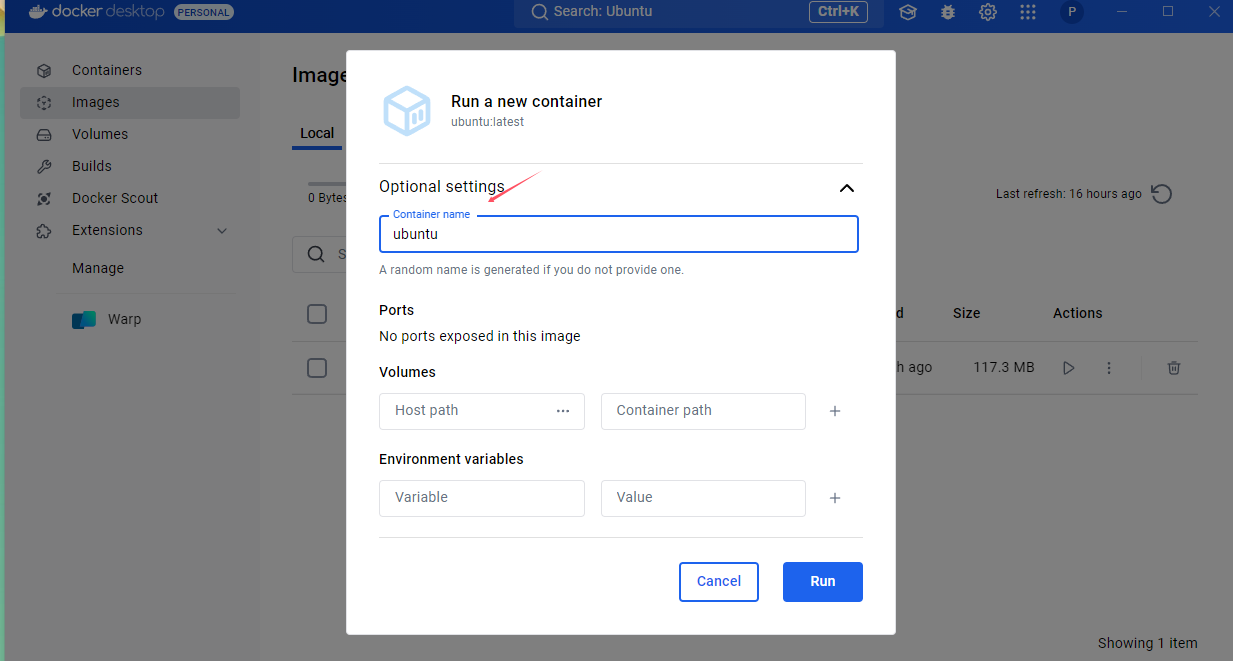 docker desktop PERSONAL Search: Ubuntu Ctrl+K P
Containers
Images
Volumes
Builds
Docker Scout
Extensions
Manage
Warp
Image
Local
0 Bytes
Last refresh: 16 hours ago
S
d Size Actions
h ago 117.3 MB
Showing 1 item
Run a new container
ubuntu:latest
Optional settings
Container name
ubuntu
A random name is generated if you do not provide one.
Ports
No ports exposed in this image
Volumes
Host path ... Container path +
Environment variables
Variable Value +
Cancel Run